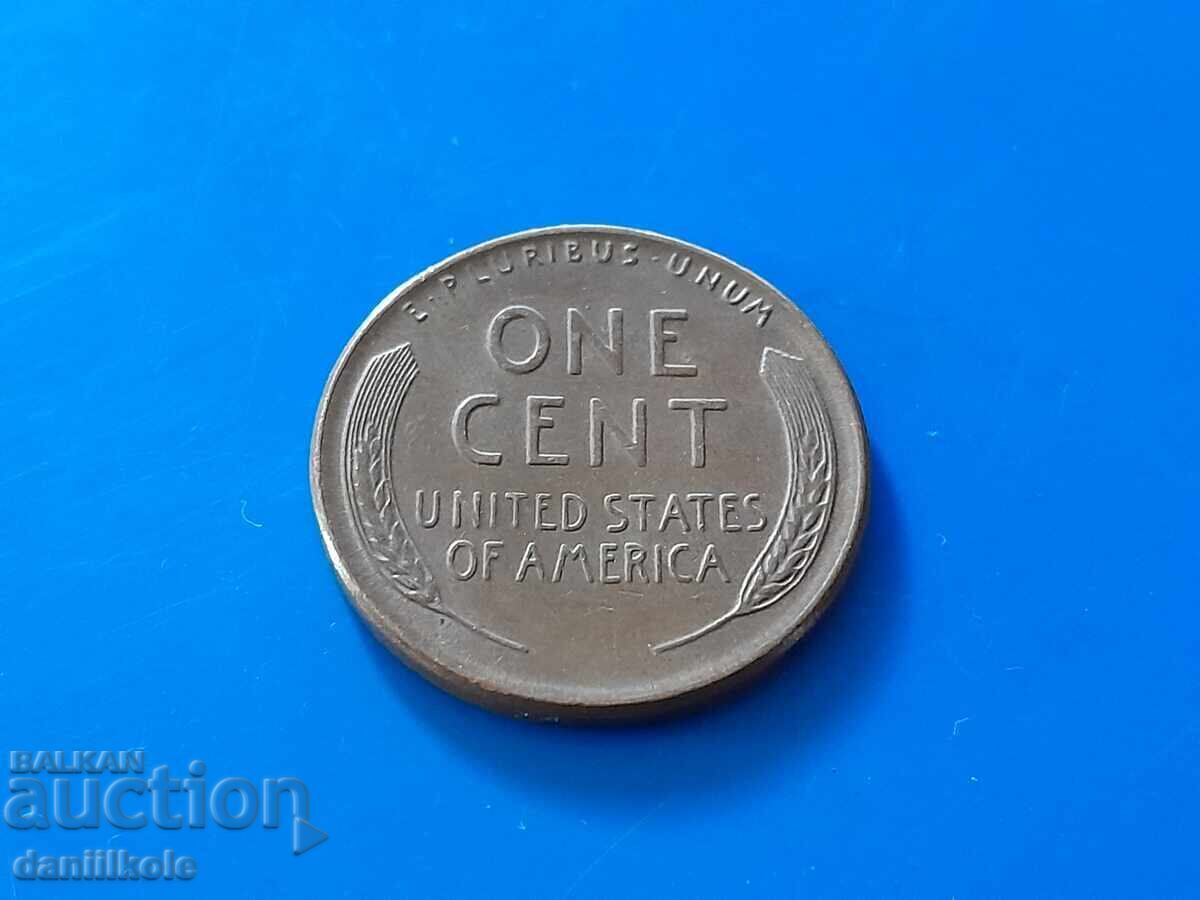 E·PLURIBUS·UNUM
ONE
CENT
UNITED STATES
OF AMERICA
BALKAN
auction
daniilkole